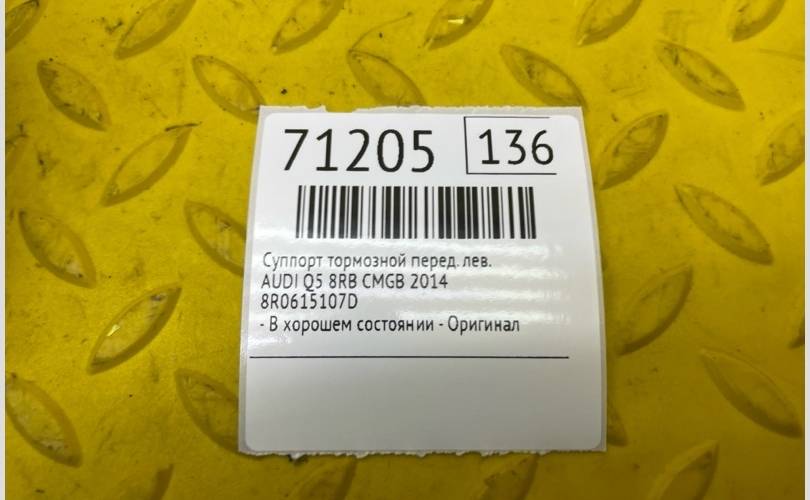 71205 136
Суппорт тормозной перед. лев.
AUDI Q5 8RB CMGB 2014
8R0615107D
- В хорошем состоянии - Оригинал